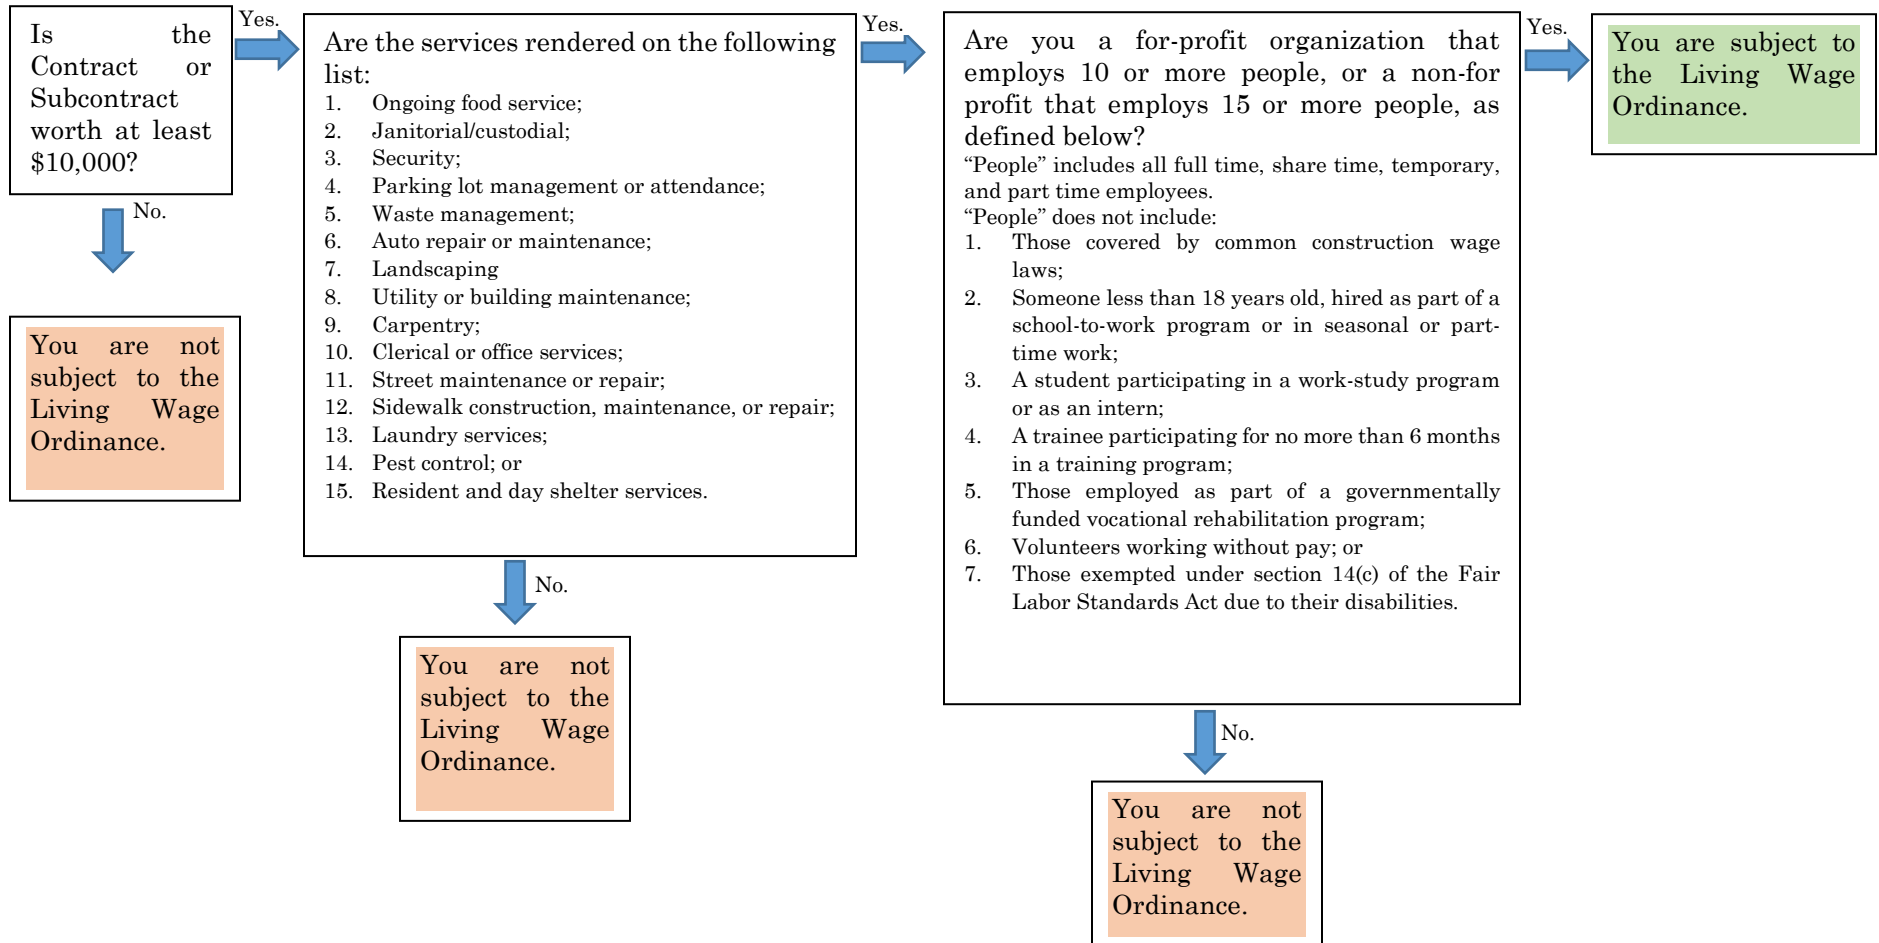 Is the
Contract or
Subcontract
worth at least
$10,000?
Yes.
No.
You are not
subject to the
Living Wage
Ordinance.
Are the services rendered on the following
list:
1. Ongoing food service;
2. Janitorial/custodial;
3. Security;
4. Parking lot management or attendance;
5. Waste management;
6. Auto repair or maintenance;
7. Landscaping
8. Utility or building maintenance;
9. Carpentry;
10. Clerical or office services;
11. Street maintenance or repair;
12. Sidewalk construction, maintenance, or repair;
13. Laundry services;
14. Pest control; or
15. Resident and day shelter services.
Yes.
No.
You are not
subject to the
Living Wage
Ordinance.
Are you a for-profit organization that
employs 10 or more people, or a non-for
profit that employs 15 or more people, as
defined below?
“People” includes all full time, share time, temporary,
and part time employees.
“People” does not include:
1. Those covered by common construction wage
laws;
2. Someone less than 18 years old, hired as part of a
school-to-work program or in seasonal or part-
time work;
3. A student participating in a work-study program
or as an intern;
4. A trainee participating for no more than 6 months
in a training program;
5. Those employed as part of a governmentally
funded vocational rehabilitation program;
6. Volunteers working without pay; or
7. Those exempted under section 14(c) of the Fair
Labor Standards Act due to their disabilities.
Yes.
No.
You are not
subject to the
Living Wage
Ordinance.
You are subject to
the Living Wage
Ordinance.